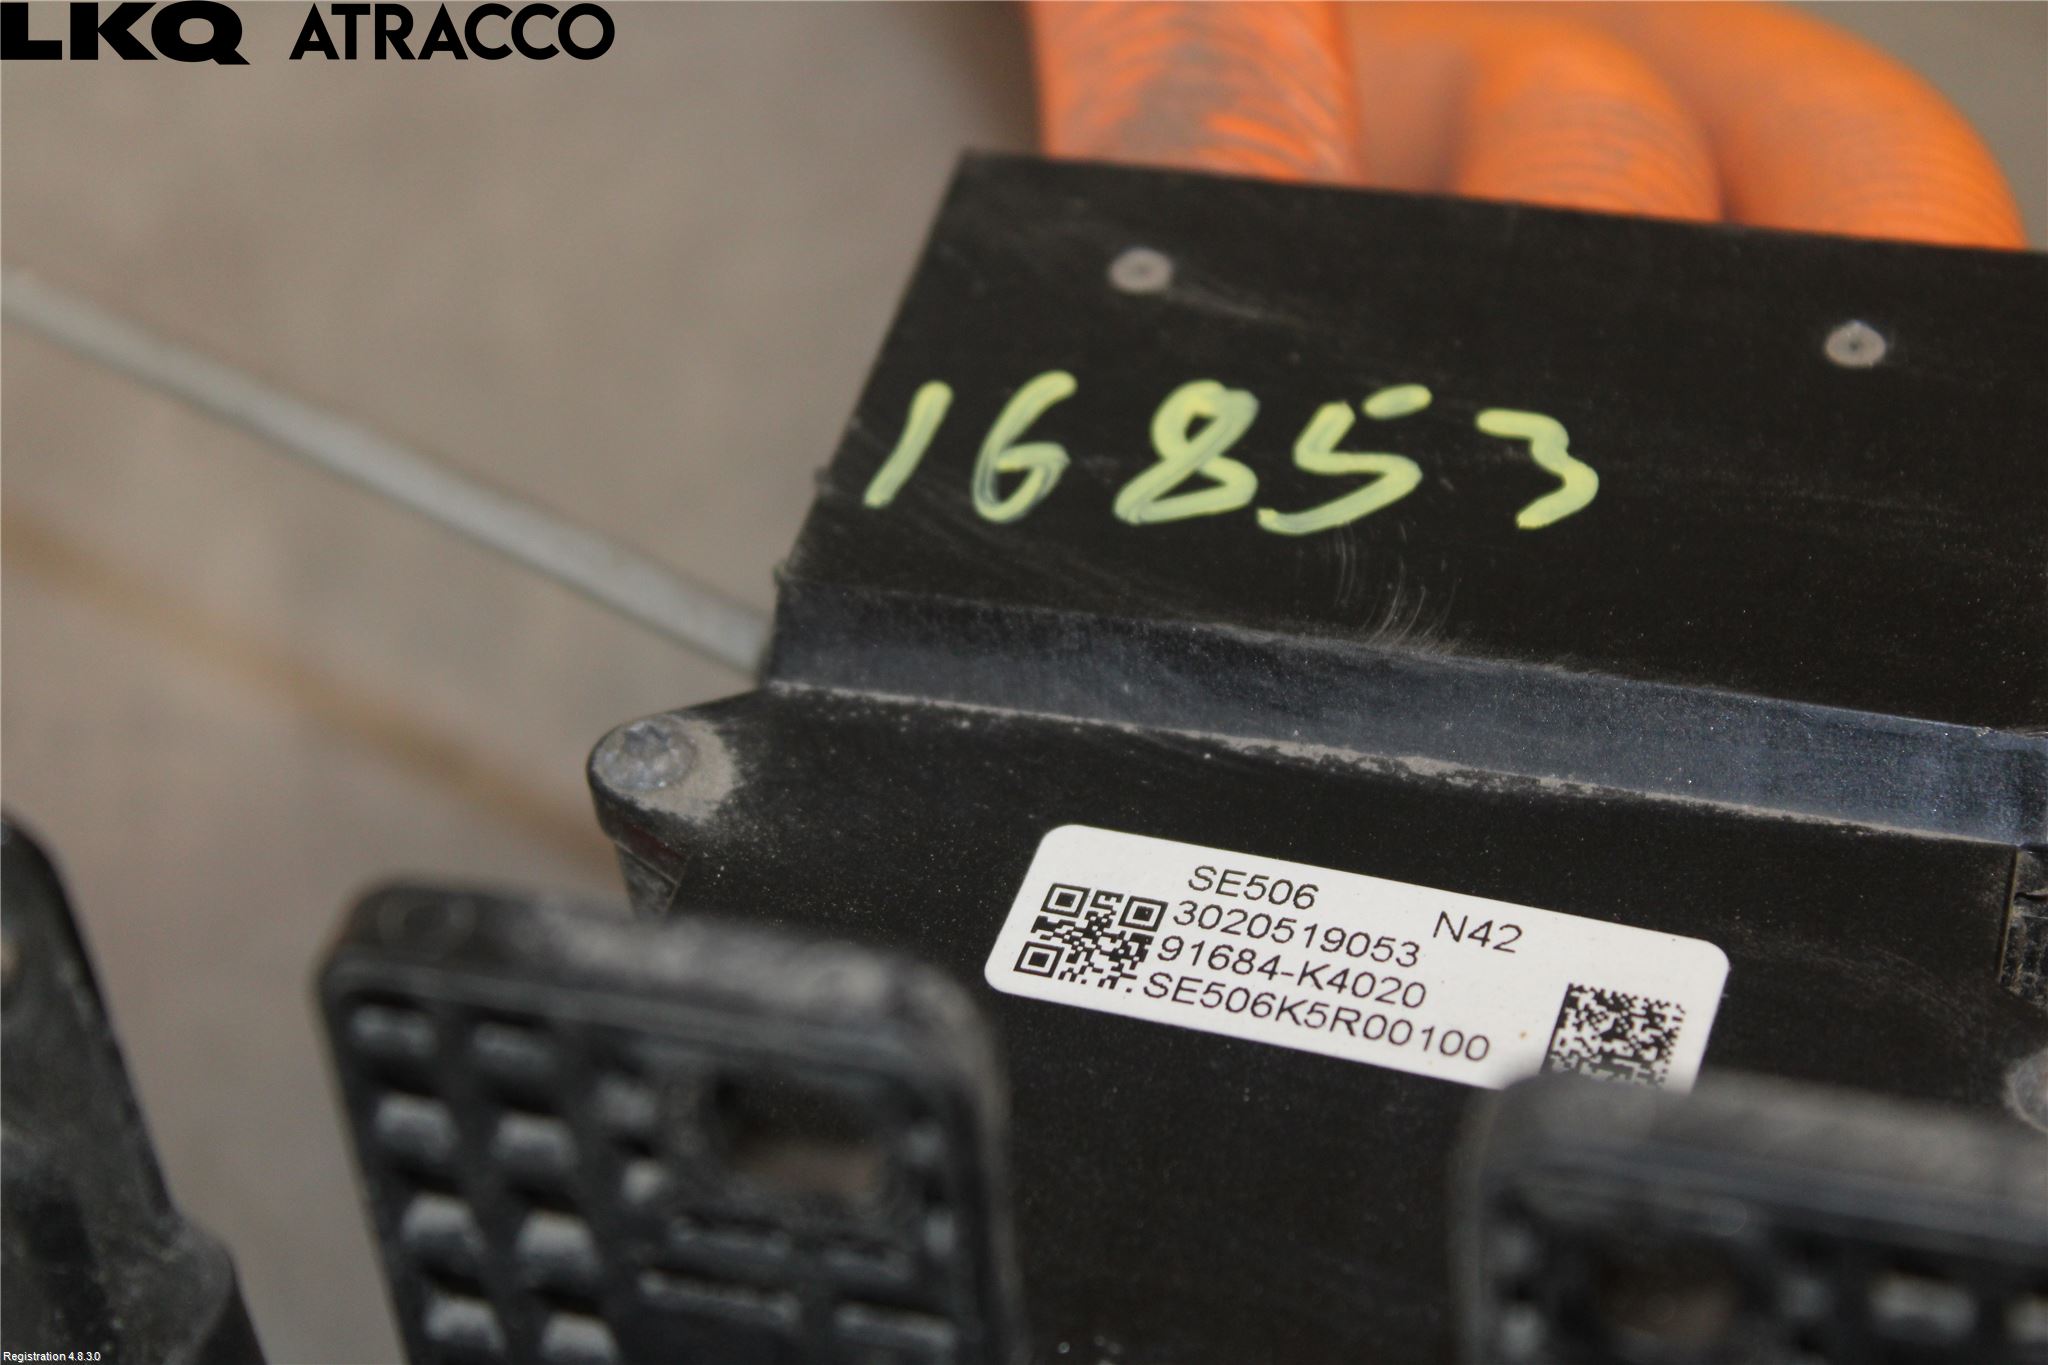 LKQ ATRACCO
16853
SE506
N42
3020519053
91684-K4020
SE506K5R00100
Registration 4.8.3.0